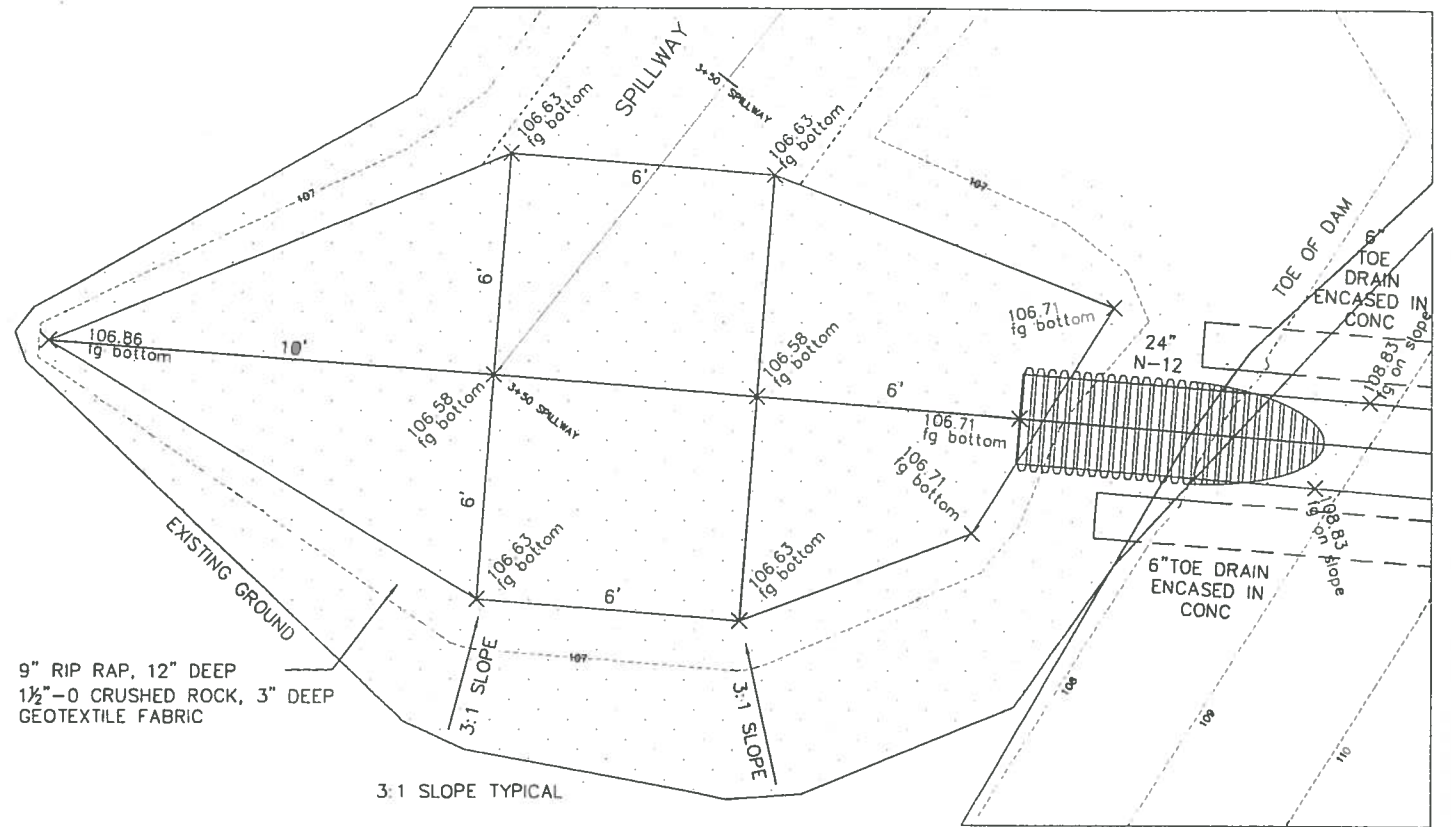 SPILLWAY
3+50 SPILLWAY
106.63
fg bottom
106.63
fg bottom
6'
107
107
6'
TOE OF DAM
6"
TOE
DRAIN
ENCASED IN
CONC
106.71
fg bottom
24"
N-12
108.83
fg on slope
106.86
fg bottom
10'
106.58
fg bottom
6'
106.58
fg bottom
3+50 SPILLWAY
106.71
fg bottom
106.71
fg bottom
6'
108.83
fg on slope
6"TOE DRAIN
ENCASED IN
CONC
EXISTING GROUND
106.63
fg bottom
6'
106.63
fg bottom
107
9" RIP RAP, 12" DEEP
1½"-0 CRUSHED ROCK, 3" DEEP
GEOTEXTILE FABRIC
3:1 SLOPE
3:1 SLOPE
108
109
110
3:1 SLOPE TYPICAL